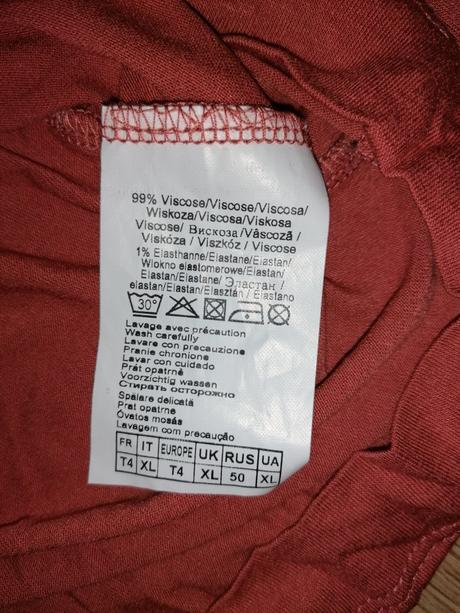 99% Viscose/Viscose/Viscosa/
Wiskoza/Viscosa/Viskosa
Viscose/ Вискоза/Vâscoză /
Viskóza / Viszkóz / Viscose
1% Elasthanne/Elastane/Elastan/
Włokno elastomerowe/Elastan/
Elastan/Elastane/ Эластан /
elastan/Elastan/Elasztán / Elastano
30°
Lavage avec précaution
Wash carefully
Lavare con precauzione
Pranie chronione
Lavar con cuidado
Prát opatrně
Voorzichtig wassen
Стирать осторожно
Spălare delicată
Prat opatrne
Óvatos mosás
Lavagem com precaução
FR IT EUROPE UK RUS UA
T4 XL T4 XL 50 XL